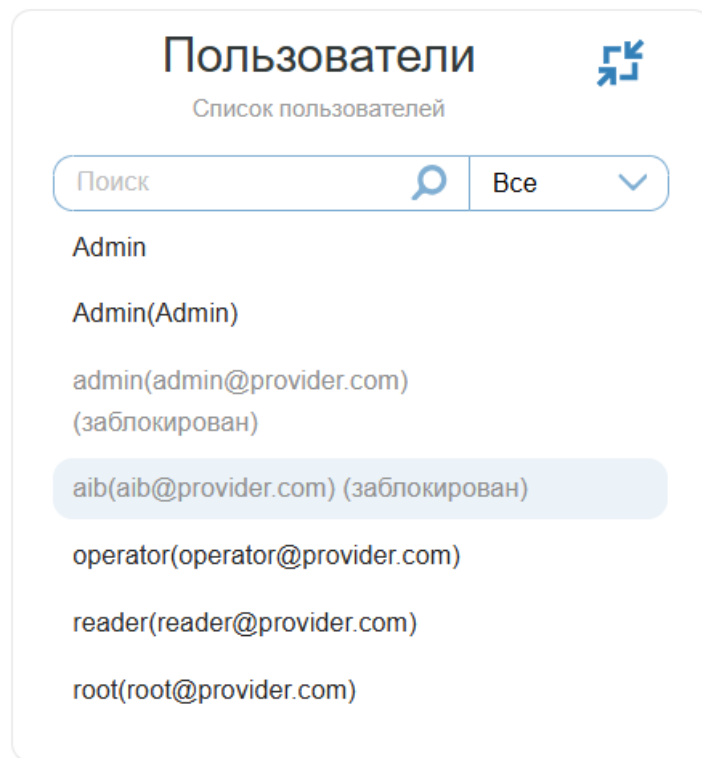 Пользователи
Список пользователей
Поиск
Все
Admin
Admin(Admin)
admin(admin@provider.com)
(заблокирован)
aib(aib@provider.com) (заблокирован)
operator(operator@provider.com)
reader(reader@provider.com)
root(root@provider.com)